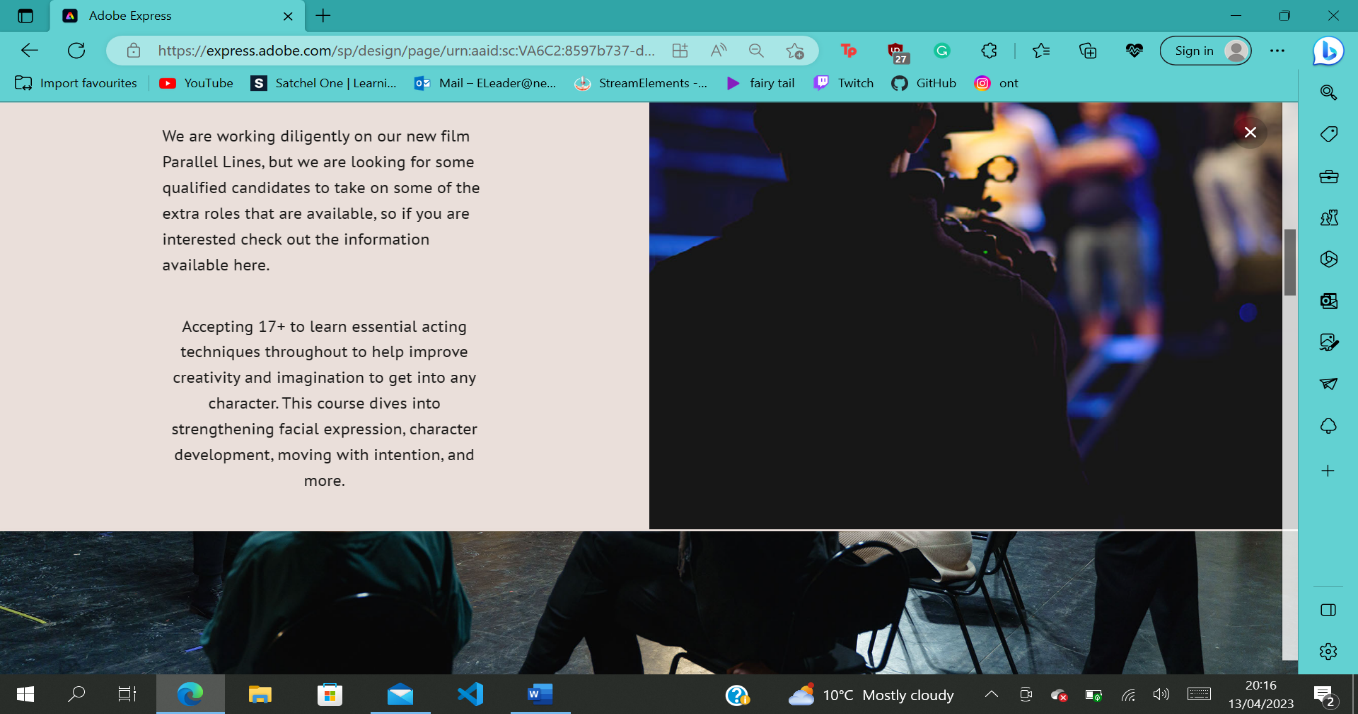 Adobe Express
https://express.adobe.com/sp/design/page/urn:aaid:sc:VA6C2:8597b737-d...
27
Sign in
Import favourites
YouTube
Satchel One | Learni...
Mail – ELeader@ne...
StreamElements -...
fairy tail
Twitch
GitHub
ont
We are working diligently on our new film
Parallel Lines, but we are looking for some
qualified candidates to take on some of the
extra roles that are available, so if you are
interested check out the information
available here.
Accepting 17+ to learn essential acting
techniques throughout to help improve
creativity and imagination to get into any
character. This course dives into
strengthening facial expression, character
development, moving with intention, and
more.
10°C Mostly cloudy
20:16
13/04/2023
2